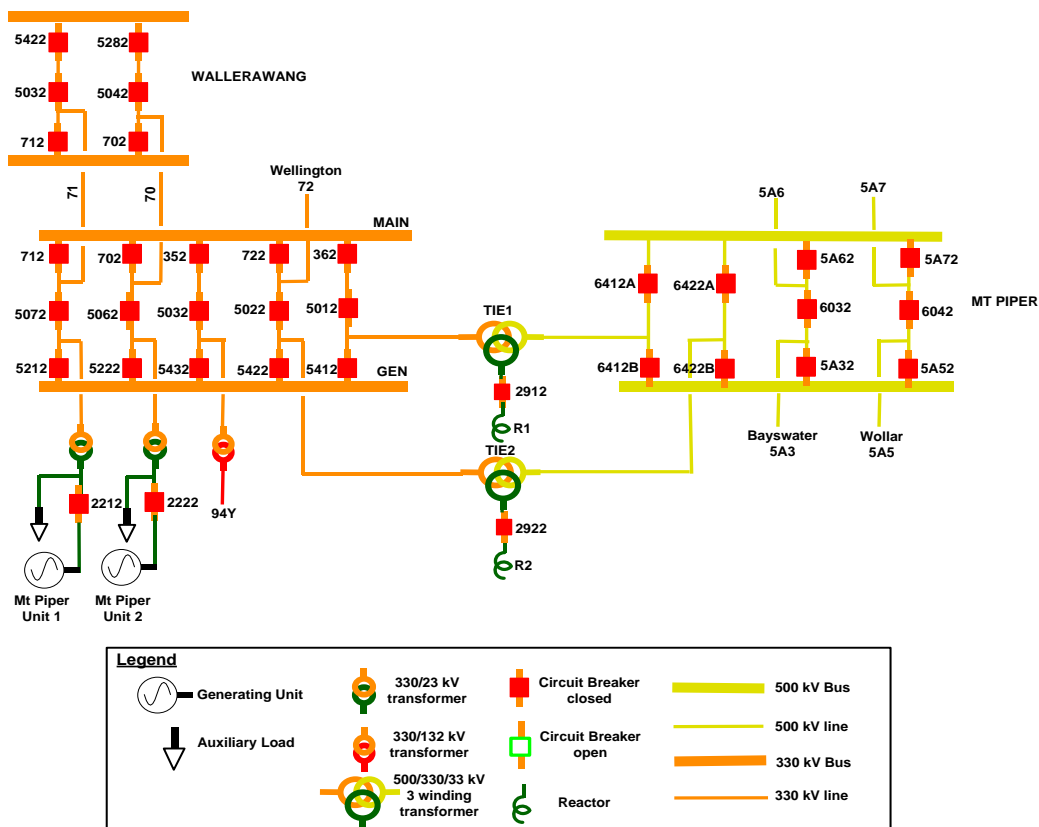 5422
5282
WALLERAWANG
5032
5042
712
702
71
70
Wellington
72
MAIN
712
702
352
722
362
5072
5062
5032
5022
5012
5212
5222
5432
5422
5412
GEN
TIE1
2912
R1
TIE2
2922
R2
5A6
5A7
5A62
5A72
6412A
6422A
MT PIPER
6032
6042
6412B
6422B
5A32
5A52
Bayswater
5A3
Wollar
5A5
2212
2222
94Y
Mt Piper
Unit 1
Mt Piper
Unit 2
Legend
Generating Unit
Auxiliary Load
330/23 kV
transformer
330/132 kV
transformer
500/330/33 kV
3 winding
transformer
Circuit Breaker
closed
Circuit Breaker
open
Reactor
500 kV Bus
500 kV line
330 kV Bus
330 kV line